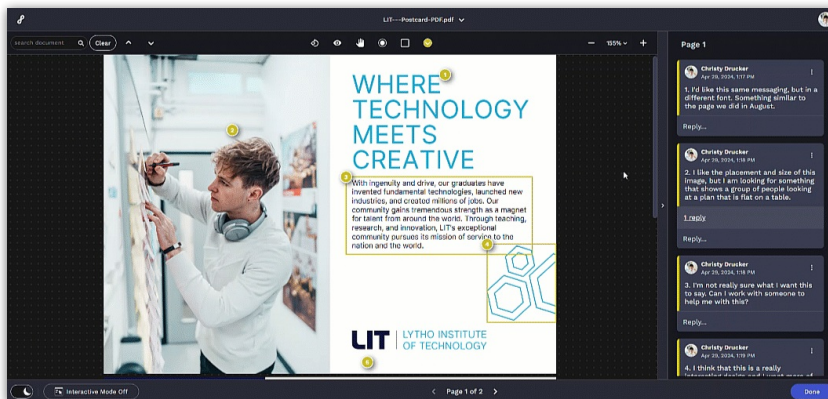 LIT---Postcard-PDF.pdf
search document
Clear
155%
WHERE
TECHNOLOGY
MEETS
CREATIVE
1
2
3
With ingenuity and drive, our graduates have
invented fundamental technologies, launched new
industries, and created millions of jobs. Our
community gains tremendous strength as a magnet
for talent from around the world. Through teaching,
research, and innovation, LIT's exceptional
community pursues its mission of service to the
nation and the world.
4
LIT
LYTHO INSTITUTE
OF TECHNOLOGY
5
Page 1
Christy Drucker
Apr 29, 2024, 1:17 PM
1. I'd like this same messaging, but in a
different font. Something similar to
the page we did in August.
Reply...
Christy Drucker
Apr 29, 2024, 1:18 PM
2. I like the placement and size of this
image, but I am looking for something
that shows a group of people looking
at a plan that is flat on a table.
1 reply
Reply...
Christy Drucker
Apr 29, 2024, 1:18 PM
3. I'm not really sure what I want this
to say. Can I work with someone to
help me with this?
Reply...
Christy Drucker
Apr 29, 2024, 1:19 PM
4. I think that this is a really
Interactive Mode Off
Page 1 of 2
Done